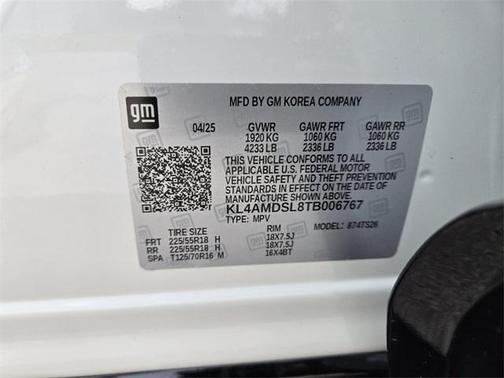 gm
MFD BY GM KOREA COMPANY
04/25 GVWR GAWR FRT GAWR RR
1920 KG 1060 KG 1060 KG
4233 LB 2336 LB 2336 LB
THIS VEHICLE CONFORMS TO ALL
APPLICABLE U.S. FEDERAL MOTOR
VEHICLE SAFETY AND THEFT
PREVENTION STANDARDS IN
EFFECT ON THE DATE OF
MANUFACTURE SHOWN ABOVE.
KL4AMDSL8TB006767
TYPE: MPV MODEL: 874TS26
TIRE SIZE RIM
FRT 225/55R18 H 18X7.5J
RR 225/55R18 H 18X7.5J
SPA T125/70R16 M 16X4BT